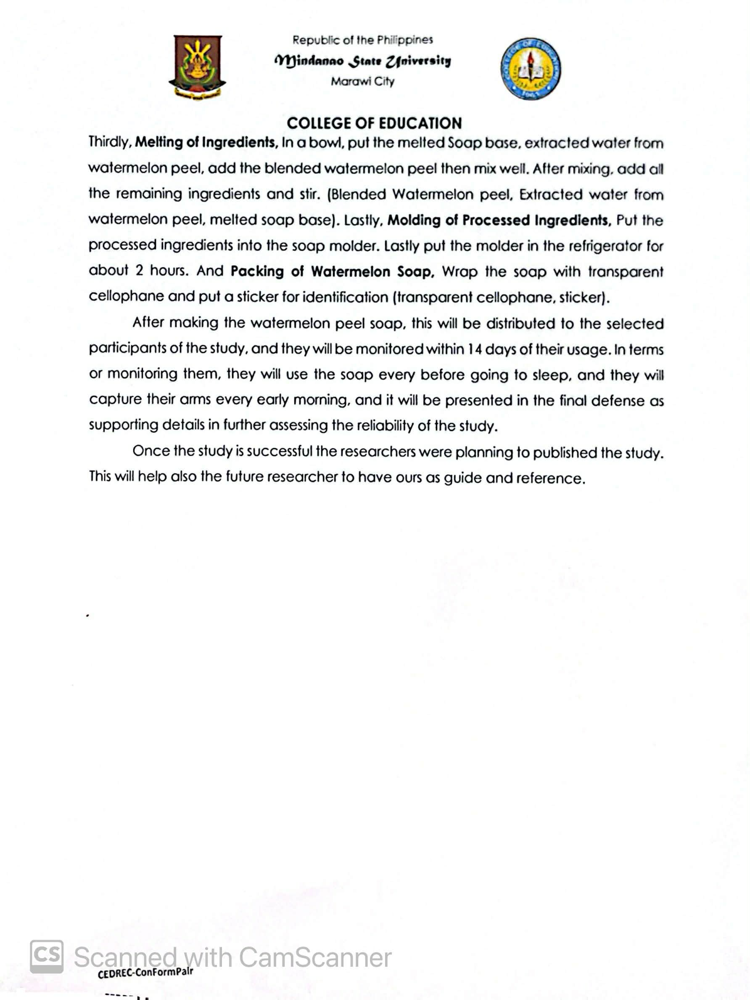 Republic of the Philippines
Mindanao State University
Marawi City
COLLEGE OF EDUCATION
1961
COLLEGE OF EDUCATION
Thirdly, Melting of Ingredients, In a bowl, put the melted Soap base, extracted water from
watermelon peel, add the blended watermelon peel then mix well. After mixing, add all
the remaining ingredients and stir. (Blended Watermelon peel, Extracted water from
watermelon peel, melted soap base). Lastly, Molding of Processed Ingredients, Put the
processed ingredients into the soap molder. Lastly put the molder in the refrigerator for
about 2 hours. And Packing of Watermelon Soap, Wrap the soap with transparent
cellophane and put a sticker for identification (transparent cellophane, sticker).
After making the watermelon peel soap, this will be distributed to the selected
participants of the study, and they will be monitored within 14 days of their usage. In terms
or monitoring them, they will use the soap every before going to sleep, and they will
capture their arms every early morning, and it will be presented in the final defense as
supporting details in further assessing the reliability of the study.
Once the study is successful the researchers were planning to published the study.
This will help also the future researcher to have ours as guide and reference.
CS Scanned with CamScanner
CEDREC-ConFormPalr